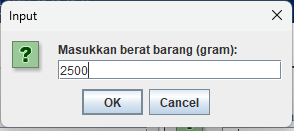 Input
Masukkan berat barang (gram):
2500
OK
Cancel